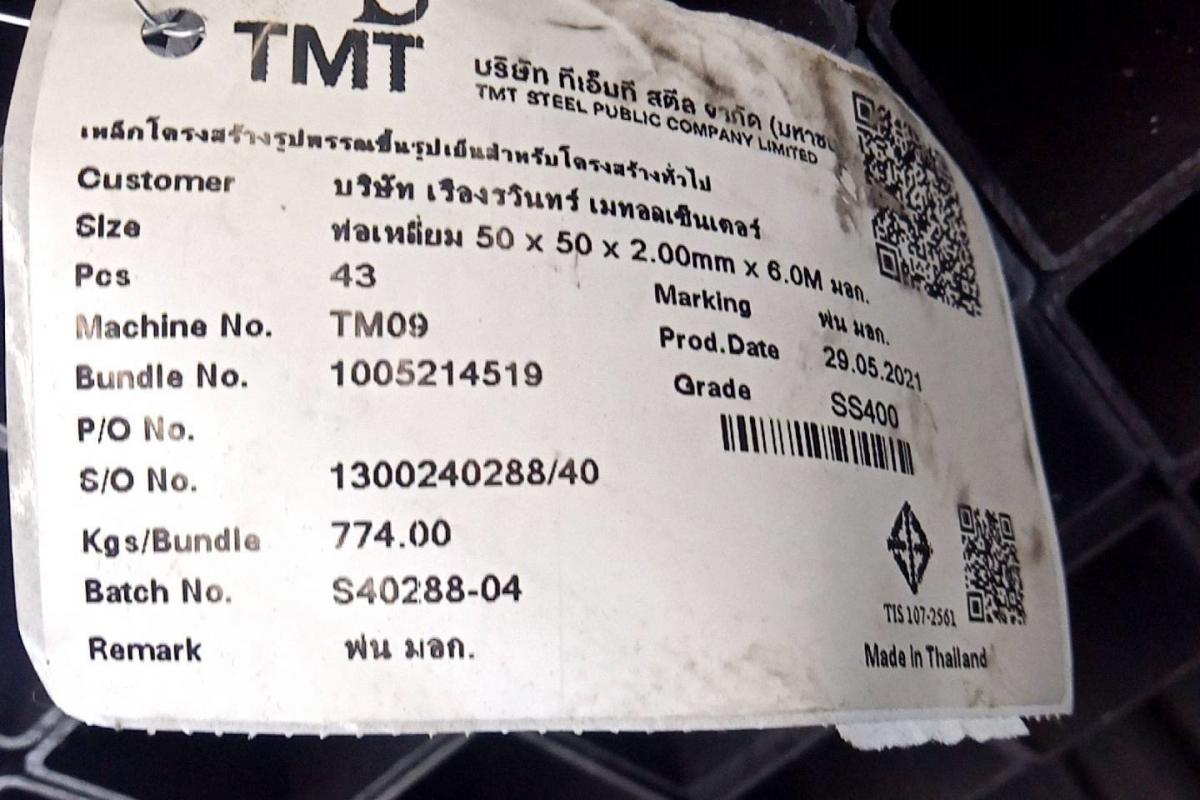 TMT
บริษัท ทีเอ็มที สตีล จำกัด (มหาชน
TMT STEEL PUBLIC COMPANY LIMITED
เหล็กโครงสร้างรูปพรรณขึ้นรูปเย็นสำหรับโครงสร้างทั่วไป
Customer บริษัท เรืองรวินทร์ เมทอลเซ็นเตอร์
Size ท่อเหลี่ยม 50 x 50 x 2.00mm x 6.0M มอก.
Pcs 43
Marking พ่น มอก.
Machine No. TM09
Prod.Date 29.05.2021
Bundle No. 1005214519
Grade SS400
P/O No.
S/O No. 1300240288/40
Kgs/Bundle 774.00
Batch No. S40288-04
TIS 107-2561
Remark พ่น มอก.
Made in Thailand